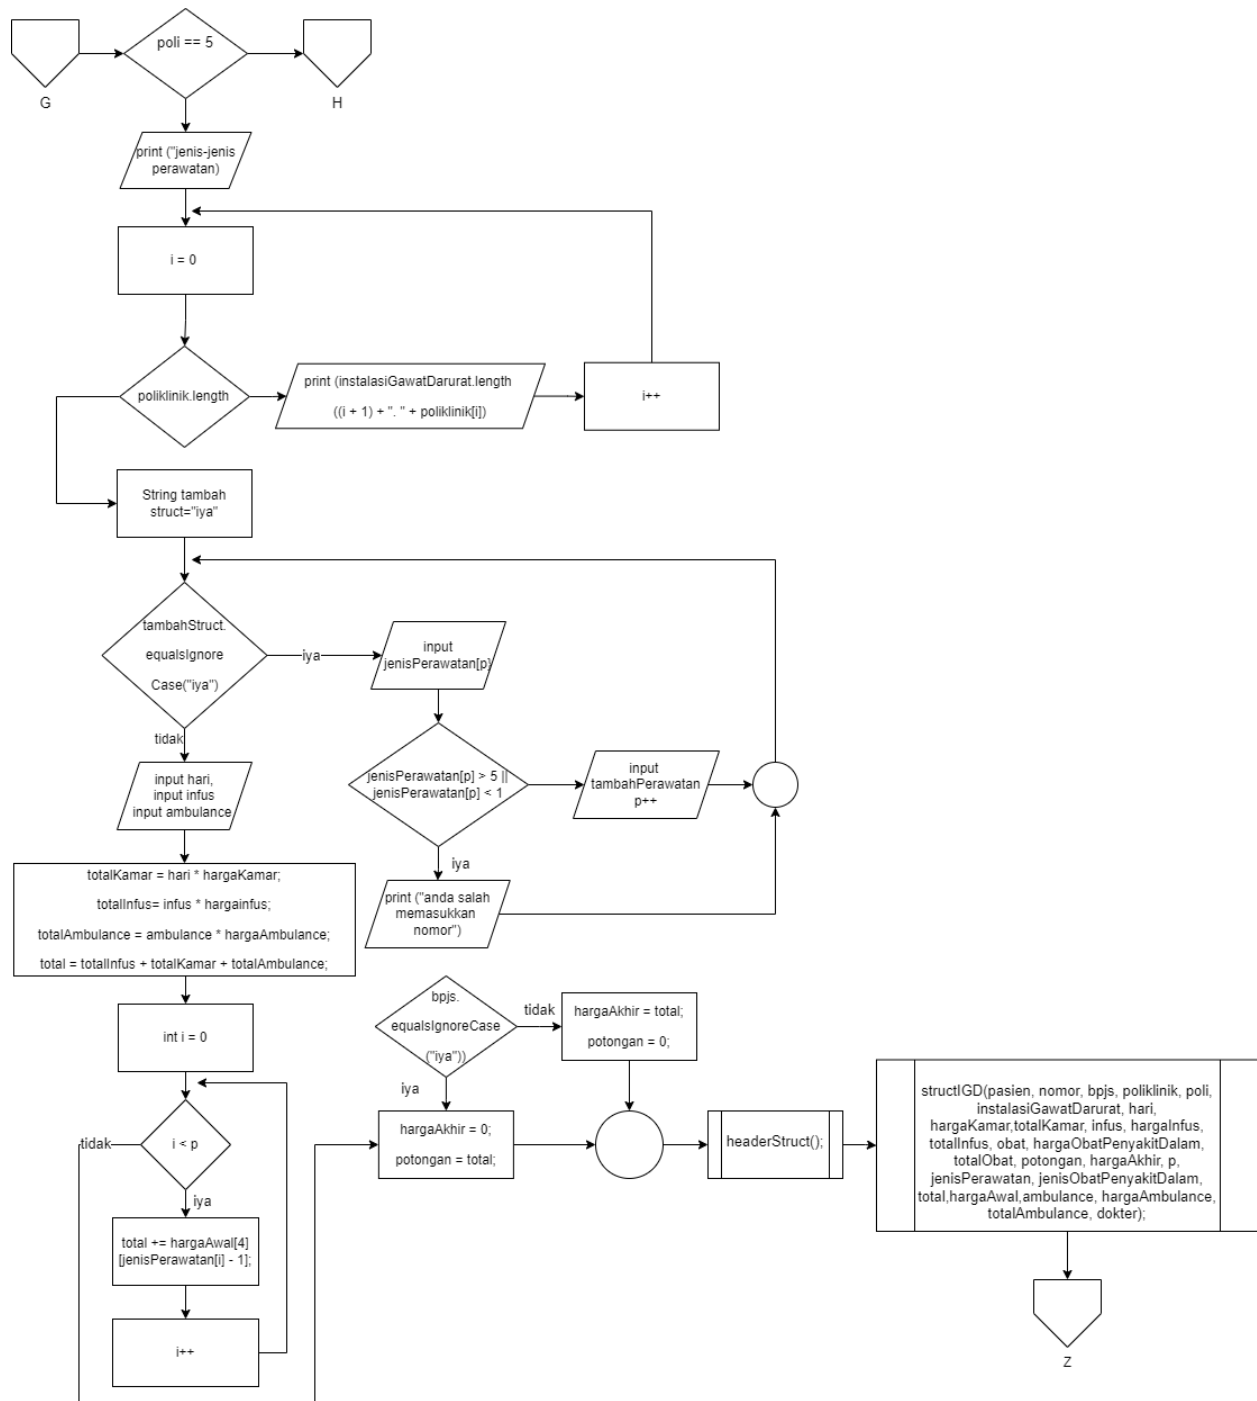 poli == 5
G
H
print ("jenis-jenis
perawatan)
i = 0
poliklinik.length
print (instalasiGawatDarurat.length
((i + 1) + ". " + poliklinik[i])
i++
String tambah
struct="iya"
tambahStruct.
equalsIgnore
Case("iya")
iya
input
jenisPerawatan[p]
tidak
input hari,
input infus
input ambulance
jenisPerawatan[p] > 5 ||
jenisPerawatan[p] < 1
input
tambahPerawatan
p++
iya
print ("anda salah
memasukkan
nomor")
totalKamar = hari * hargaKamar;
totalInfus= infus * hargainfus;
totalAmbulance = ambulance * hargaAmbulance;
total = totalInfus + totalKamar + totalAmbulance;
int i = 0
i < p
tidak
iya
total += hargaAwal[4]
[jenisPerawatan[i] - 1];
i++
bpjs.
equalsIgnoreCase
("iya"))
tidak
hargaAkhir = total;
potongan = 0;
iya
hargaAkhir = 0;
potongan = total;
headerStruct();
structIGD(pasien, nomor, bpjs, poliklinik, poli,
instalasiGawatDarurat, hari,
hargaKamar,totalKamar, infus, hargaInfus,
totalInfus, obat, hargaObatPenyakitDalam,
totalObat, potongan, hargaAkhir, p,
jenisPerawatan, jenisObatPenyakitDalam,
total,hargaAwal,ambulance, hargaAmbulance,
totalAmbulance, dokter);
Z